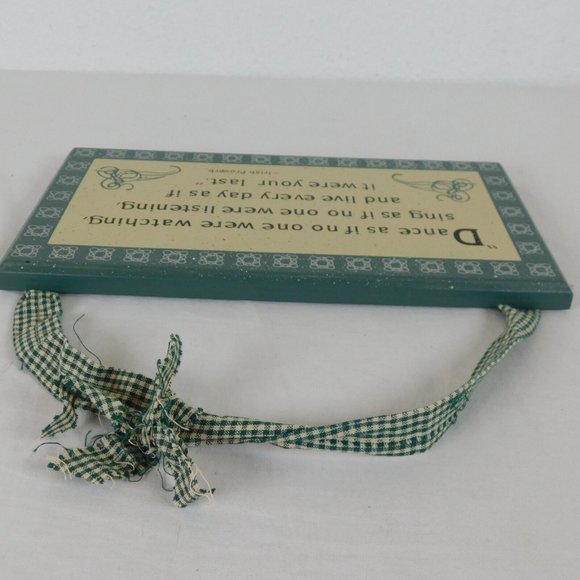 "Dance as if no one were watching,
sing as if no one were listening,
and live every day as if
it were your last."
- Irish Proverb